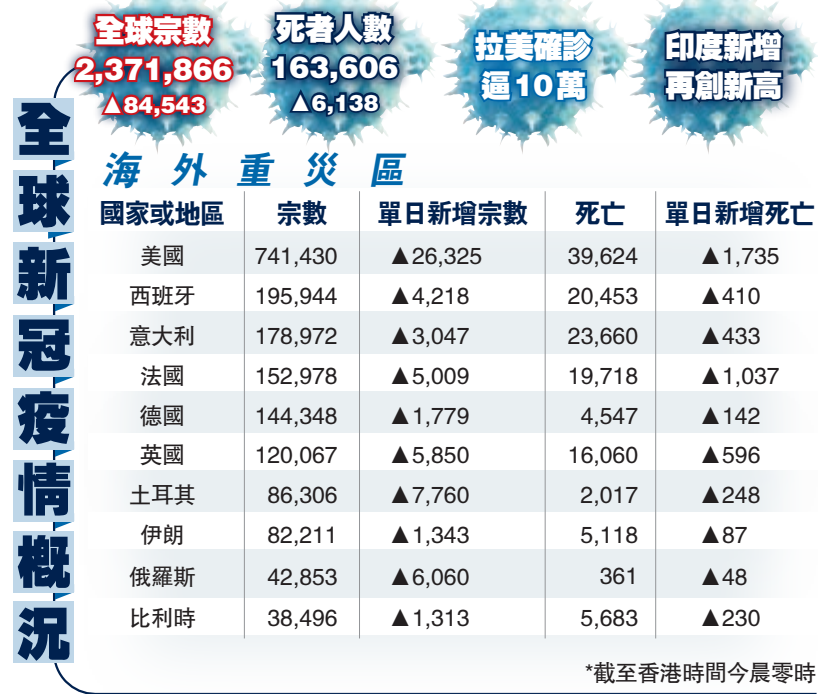 全球宗數
2,371,866
▲84,543
死者人數
163,606
▲6,138
拉美確診
逼10萬
印度新增
再創新高
全球新冠疫情概況
海外重災區
國家或地區 宗數 單日新增宗數 死亡 單日新增死亡
美國 741,430 ▲26,325 39,624 ▲1,735
西班牙 195,944 ▲4,218 20,453 ▲410
意大利 178,972 ▲3,047 23,660 ▲433
法國 152,978 ▲5,009 19,718 ▲1,037
德國 144,348 ▲1,779 4,547 ▲142
英國 120,067 ▲5,850 16,060 ▲596
土耳其 86,306 ▲7,760 2,017 ▲248
伊朗 82,211 ▲1,343 5,118 ▲87
俄羅斯 42,853 ▲6,060 361 ▲48
比利時 38,496 ▲1,313 5,683 ▲230
*截至香港時間今晨零時